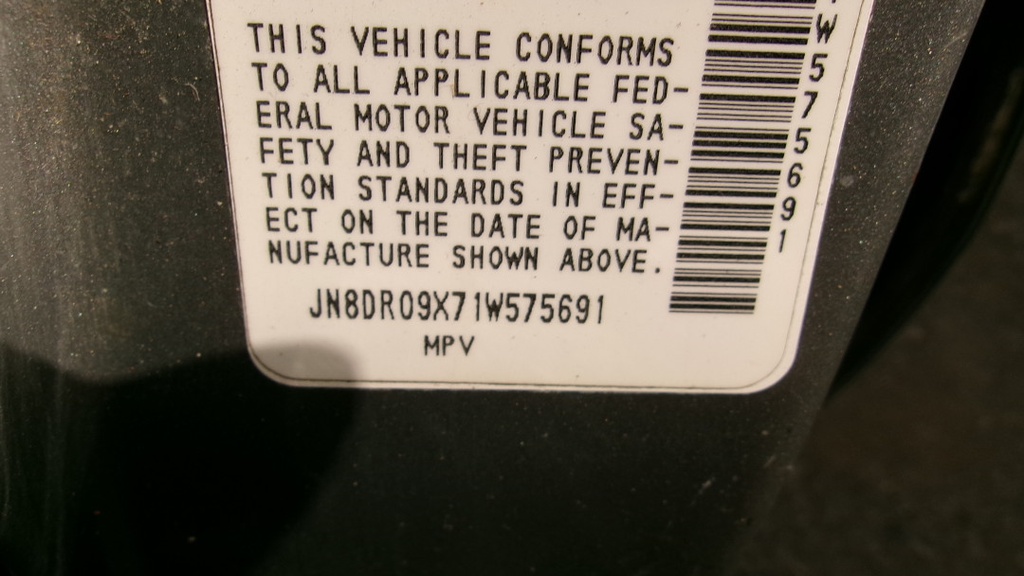 THIS VEHICLE CONFORMS
TO ALL APPLICABLE FED-
ERAL MOTOR VEHICLE SA-
FETY AND THEFT PREVEN-
TION STANDARDS IN EFF-
ECT ON THE DATE OF MA-
NUFACTURE SHOWN ABOVE.
JN8DR09X71W575691
MPV
W575691